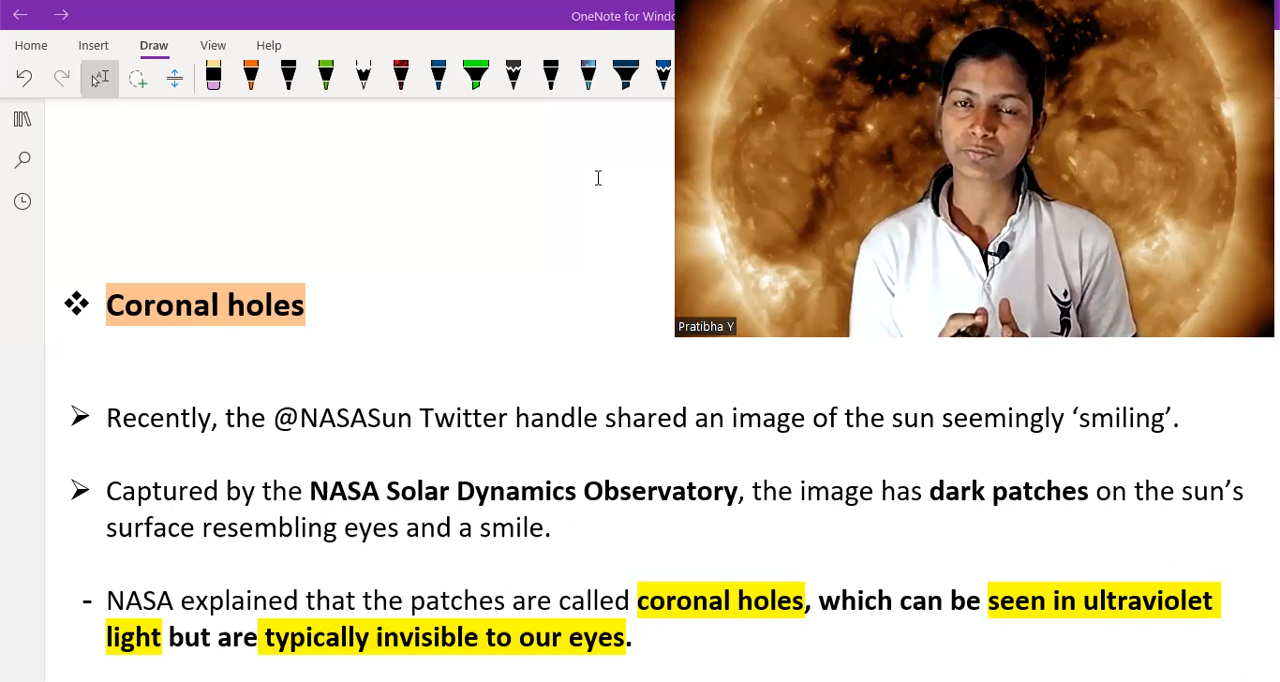 OneNote for Windo
Home Insert Draw View Help
Pratibha Y
❖ Coronal holes
➢ Recently, the @NASASun Twitter handle shared an image of the sun seemingly ‘smiling’.
➢ Captured by the NASA Solar Dynamics Observatory, the image has dark patches on the sun’s
surface resembling eyes and a smile.
- NASA explained that the patches are called coronal holes, which can be seen in ultraviolet
light but are typically invisible to our eyes.